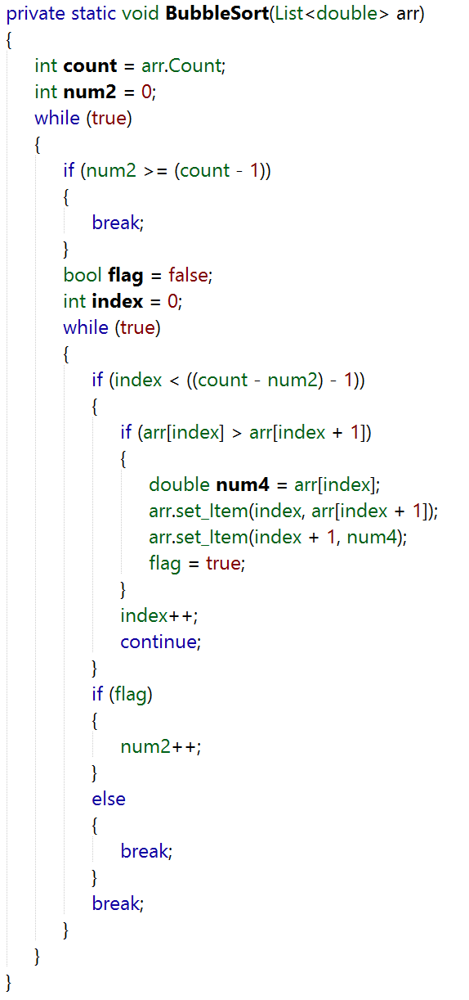 private static void BubbleSort(List<double> arr)
{
    int count = arr.Count;
    int num2 = 0;
    while (true)
    {
        if (num2 >= (count - 1))
        {
            break;
        }
        bool flag = false;
        int index = 0;
        while (true)
        {
            if (index < ((count - num2) - 1))
            {
                if (arr[index] > arr[index + 1])
                {
                    double num4 = arr[index];
                    arr.set_Item(index, arr[index + 1]);
                    arr.set_Item(index + 1, num4);
                    flag = true;
                }
                index++;
                continue;
            }
            if (flag)
            {
                num2++;
            }
            else
            {
                break;
            }
            break;
        }
    }
}